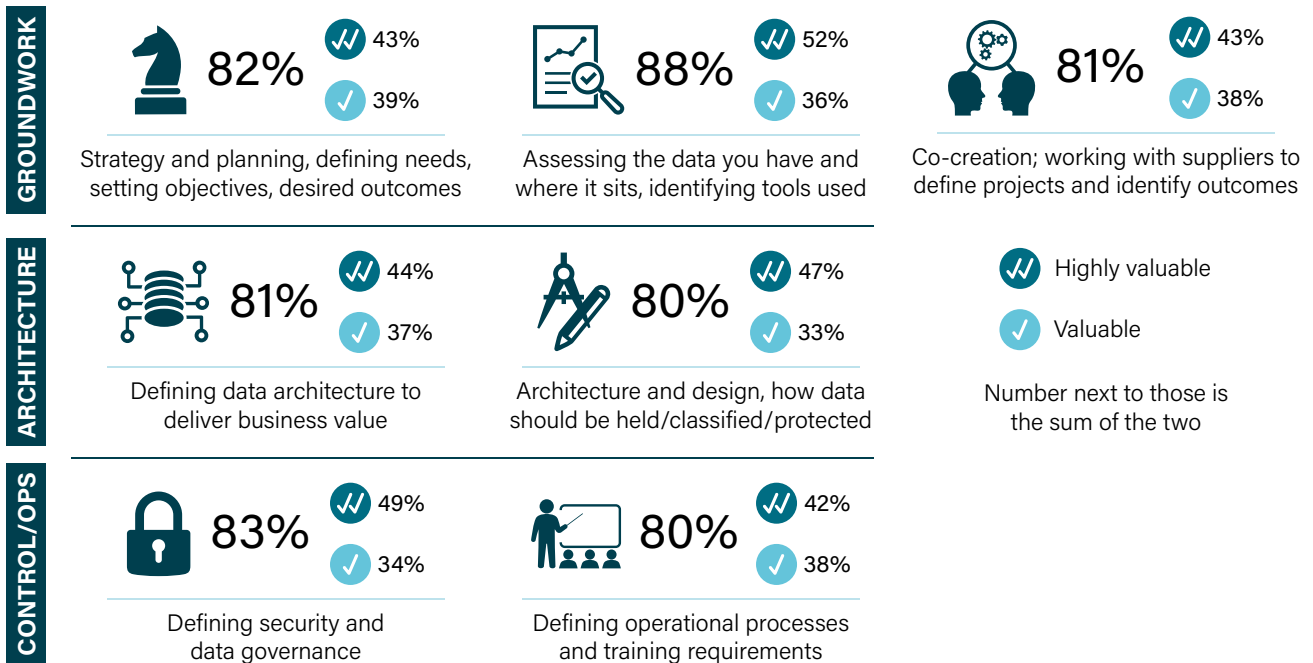 GROUNDWORK
82%
43%
39%
Strategy and planning, defining needs,
setting objectives, desired outcomes
88%
52%
36%
Assessing the data you have and
where it sits, identifying tools used
81%
43%
38%
Co-creation; working with suppliers to
define projects and identify outcomes
ARCHITECTURE
81%
44%
37%
Defining data architecture to
deliver business value
80%
47%
33%
Architecture and design, how data
should be held/classified/protected
Highly valuable
Valuable
Number next to those is
the sum of the two
CONTROL/OPS
83%
49%
34%
Defining security and
data governance
80%
42%
38%
Defining operational processes
and training requirements